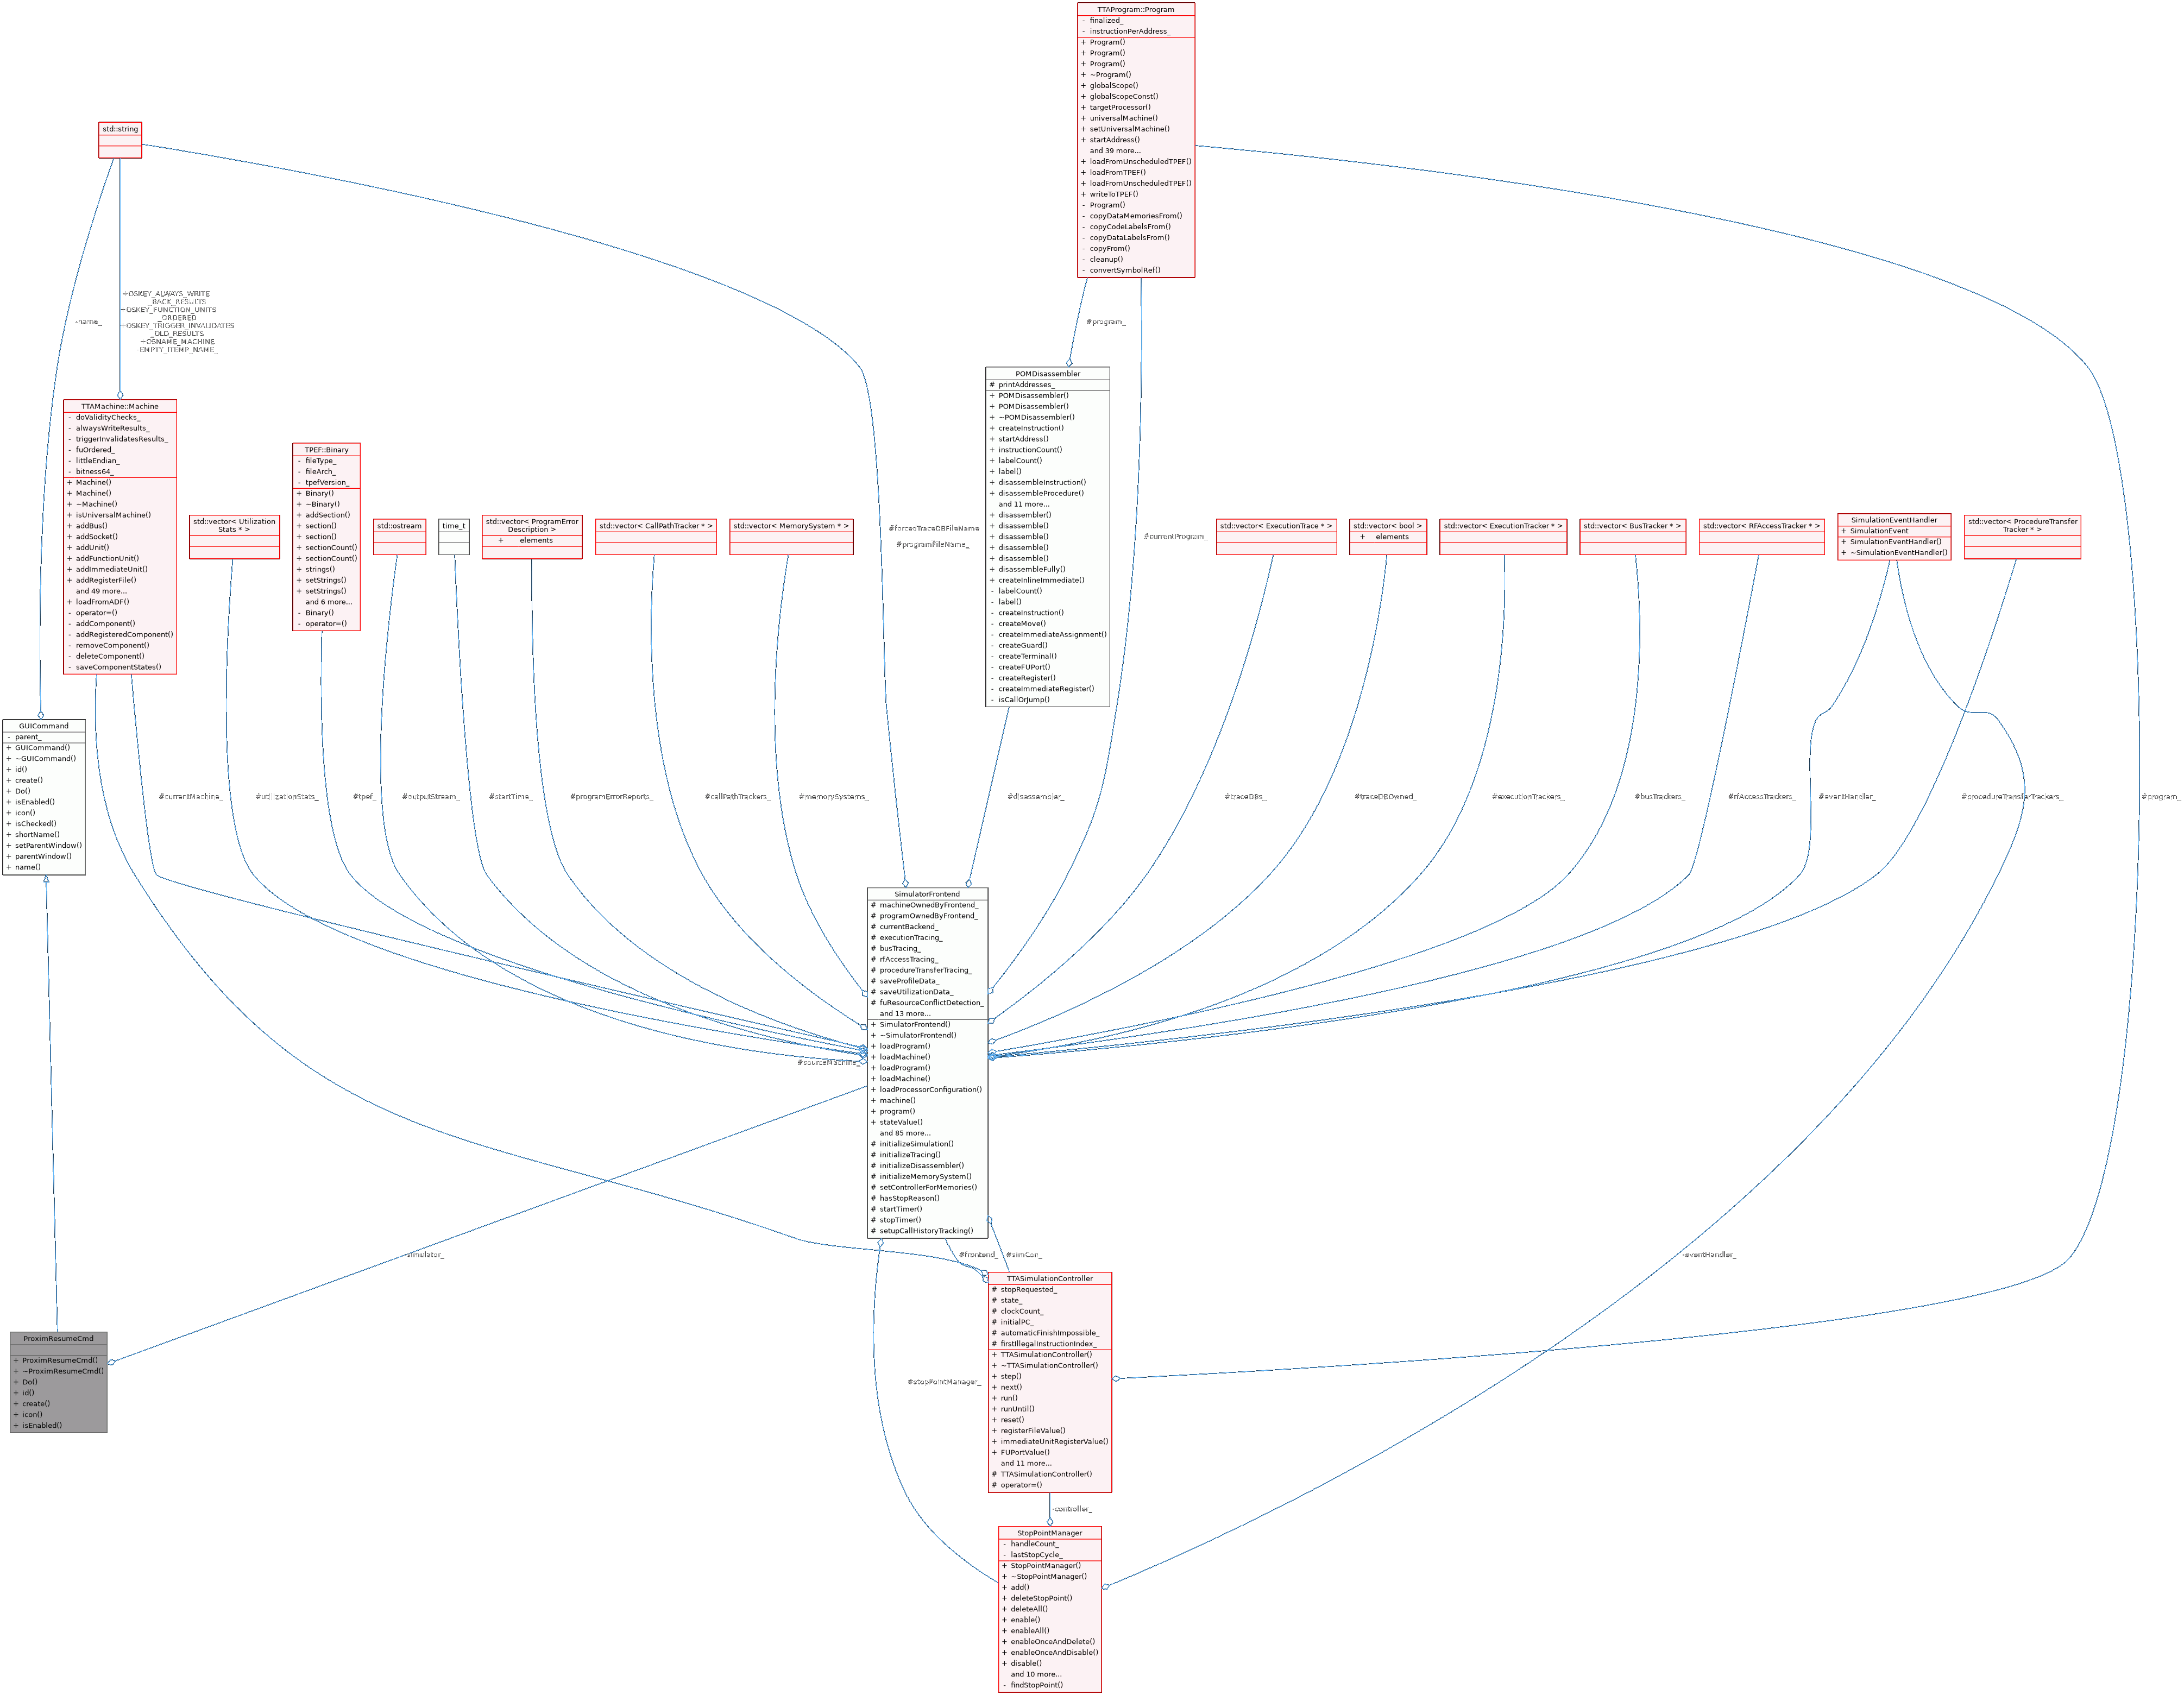 TTAProgram::Program
- finalized_
- instructionPerAddress_
+ Program()
+ Program()
+ Program()
+ ~Program()
+ globalScope()
+ globalScopeConst()
+ targetProcessor()
+ universalMachine()
+ setUniversalMachine()
+ startAddress()
and 39 more...
+ loadFromUnscheduledTPEF()
+ loadFromTPEF()
+ loadFromUnscheduledTPEF()
+ writeToTPEF()
- Program()
- copyDataMemoriesFrom()
- copyCodeLabelsFrom()
- copyDataLabelsFrom()
- copyFrom()
- cleanup()
- convertSymbolRef()
std::string
-name_
+OSKEY_ALWAYS_WRITE
_BACK_RESULTS
+OSKEY_FUNCTION_UNITS
_ORDERED
+OSKEY_TRIGGER_INVALIDATES
_OLD_RESULTS
+OSNAME_MACHINE
-EMPTY_ITEMP_NAME_
#program_
TTAMachine::Machine
- doValidityChecks_
- alwaysWriteResults_
- triggerInvalidatesResults_
- fuOrdered_
- littleEndian_
- bitness64_
+ Machine()
+ Machine()
+ ~Machine()
+ isUniversalMachine()
+ addBus()
+ addSocket()
+ addUnit()
+ addFunctionUnit()
+ addImmediateUnit()
+ addRegisterFile()
and 49 more...
+ loadFromADF()
- operator=()
- addComponent()
- addRegisteredComponent()
- removeComponent()
- deleteComponent()
- saveComponentStates()
std::vector< Utilization
Stats * >
TPEF::Binary
- fileType_
- fileArch_
- tpefVersion_
+ Binary()
+ ~Binary()
+ addSection()
+ section()
+ section()
+ sectionCount()
+ sectionCount()
+ strings()
+ setStrings()
+ setStrings()
and 6 more...
- Binary()
- operator=()
std::ostream
time_t
std::vector< ProgramError
Description >
+ elements
std::vector< CallPathTracker * >
std::vector< MemorySystem * >
#forcedTraceDBFileName_
#programFileName_
POMDisassembler
# printAddresses_
+ POMDisassembler()
+ POMDisassembler()
+ ~POMDisassembler()
+ createInstruction()
+ startAddress()
+ instructionCount()
+ labelCount()
+ label()
+ disassembleInstruction()
+ disassembleProcedure()
and 11 more...
+ disassembler()
+ disassemble()
+ disassemble()
+ disassemble()
+ disassemble()
+ disassembleFully()
+ createInlineImmediate()
- labelCount()
- label()
- createInstruction()
- createMove()
- createImmediateAssignment()
- createGuard()
- createTerminal()
- createFUPort()
- createRegister()
- createImmediateRegister()
- isCallOrJump()
#currentProgram_
std::vector< ExecutionTrace * >
std::vector< bool >
+ elements
std::vector< ExecutionTracker * >
std::vector< BusTracker * >
std::vector< RFAccessTracker * >
SimulationEventHandler
+ SimulationEvent
+ SimulationEventHandler()
+ ~SimulationEventHandler()
std::vector< ProcedureTransfer
Tracker * >
GUICommand
- parent_
+ GUICommand()
+ ~GUICommand()
+ id()
+ create()
+ Do()
+ isEnabled()
+ icon()
+ isChecked()
+ shortName()
+ setParentWindow()
+ parentWindow()
+ name()
#currentMachine_
#utilizationStats_
#tpef_
#outputStream_
#startTime_
#programErrorReports_
#callPathTrackers_
#memorySystems_
#disassembler_
#traceDBs_
#traceDBOwned_
#executionTrackers_
#busTrackers_
#rfAccessTrackers_
#eventHandler_
#procedureTransferTrackers_
#program_
SimulatorFrontend
# machineOwnedByFrontend_
# programOwnedByFrontend_
# currentBackend_
# executionTracing_
# busTracing_
# rfAccessTracing_
# procedureTransferTracing_
# saveProfileData_
# saveUtilizationData_
# fuResourceConflictDetection_
and 13 more...
+ SimulatorFrontend()
+ ~SimulatorFrontend()
+ loadProgram()
+ loadMachine()
+ loadProgram()
+ loadMachine()
+ loadProcessorConfiguration()
+ machine()
+ program()
+ stateValue()
and 85 more...
# initializeSimulation()
# initializeTracing()
# initializeDisassembler()
# initializeMemorySystem()
# setControllerForMemories()
# hasStopReason()
# startTimer()
# stopTimer()
# setupCallHistoryTracking()
#sourceMachine_
-simulator_
#frontend_
#simCon_
-eventHandler_
ProximResumeCmd
+ ProximResumeCmd()
+ ~ProximResumeCmd()
+ Do()
+ id()
+ create()
+ icon()
+ isEnabled()
#stopPointManager_
TTASimulationController
# stopRequested_
# state_
# clockCount_
# initialPC_
# automaticFinishImpossible_
# firstIllegalInstructionIndex_
+ TTASimulationController()
+ ~TTASimulationController()
+ step()
+ next()
+ run()
+ runUntil()
+ reset()
+ registerFileValue()
+ immediateUnitRegisterValue()
+ FUPortValue()
and 11 more...
# TTASimulationController()
# operator=()
-controller_
StopPointManager
- handleCount_
- lastStopCycle_
+ StopPointManager()
+ ~StopPointManager()
+ add()
+ deleteStopPoint()
+ deleteAll()
+ enable()
+ enableAll()
+ enableOnceAndDelete()
+ enableOnceAndDisable()
+ disable()
and 10 more...
- findStopPoint()